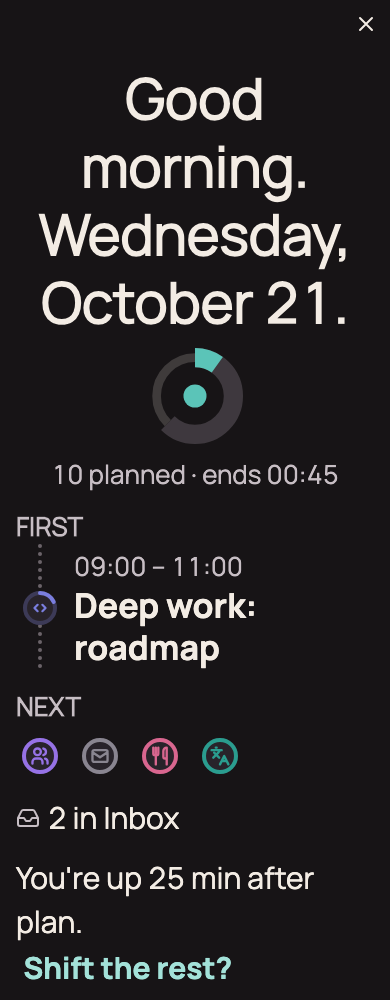 Good
morning.
Wednesday,
October 21.
10 planned · ends 00:45
FIRST
09:00 – 11:00
Deep work:
roadmap
NEXT
2 in Inbox
You're up 25 min after
plan.
Shift the rest?